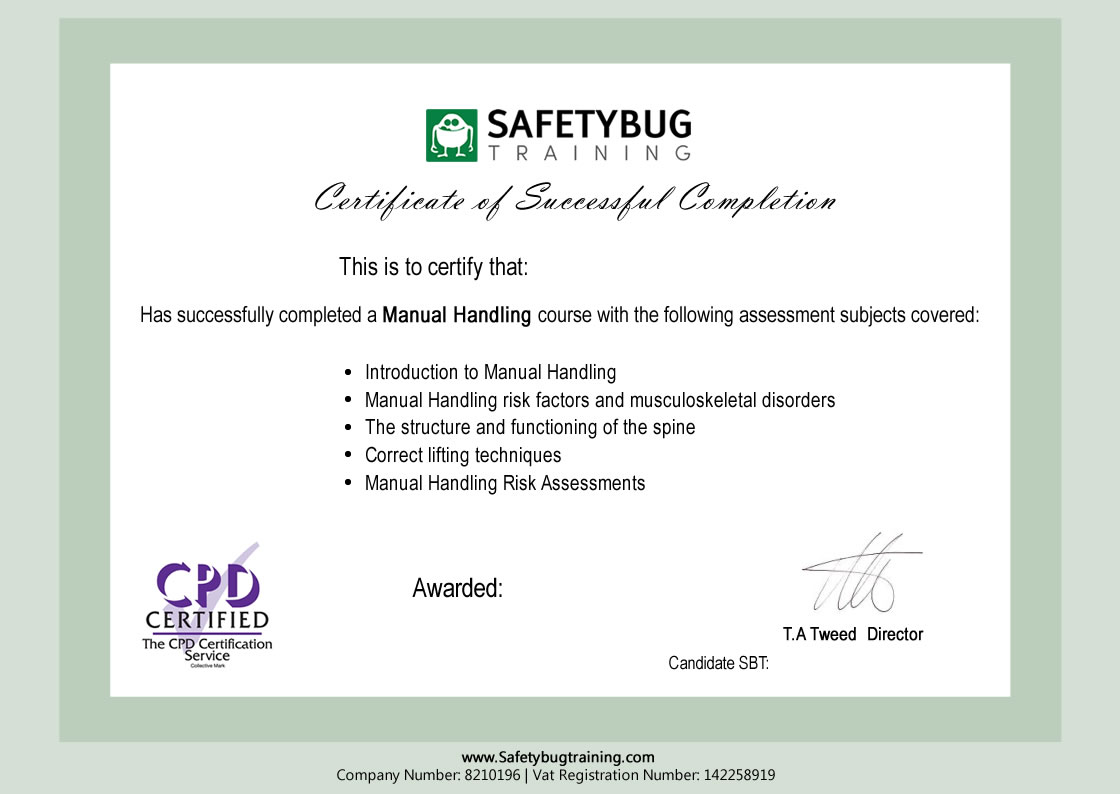 SAFETYBUG
TRAINING
Certificate of Successful Completion
This is to certify that:
Has successfully completed a Manual Handling course with the following assessment subjects covered:
• Introduction to Manual Handling
• Manual Handling risk factors and musculoskeletal disorders
• The structure and functioning of the spine
• Correct lifting techniques
• Manual Handling Risk Assessments
CPD
CERTIFIED
The CPD Certification
Service
Collective Mark
Awarded:
T.A Tweed Director
Candidate SBT:
www.Safetybugtraining.com
Company Number: 8210196 | Vat Registration Number: 142258919